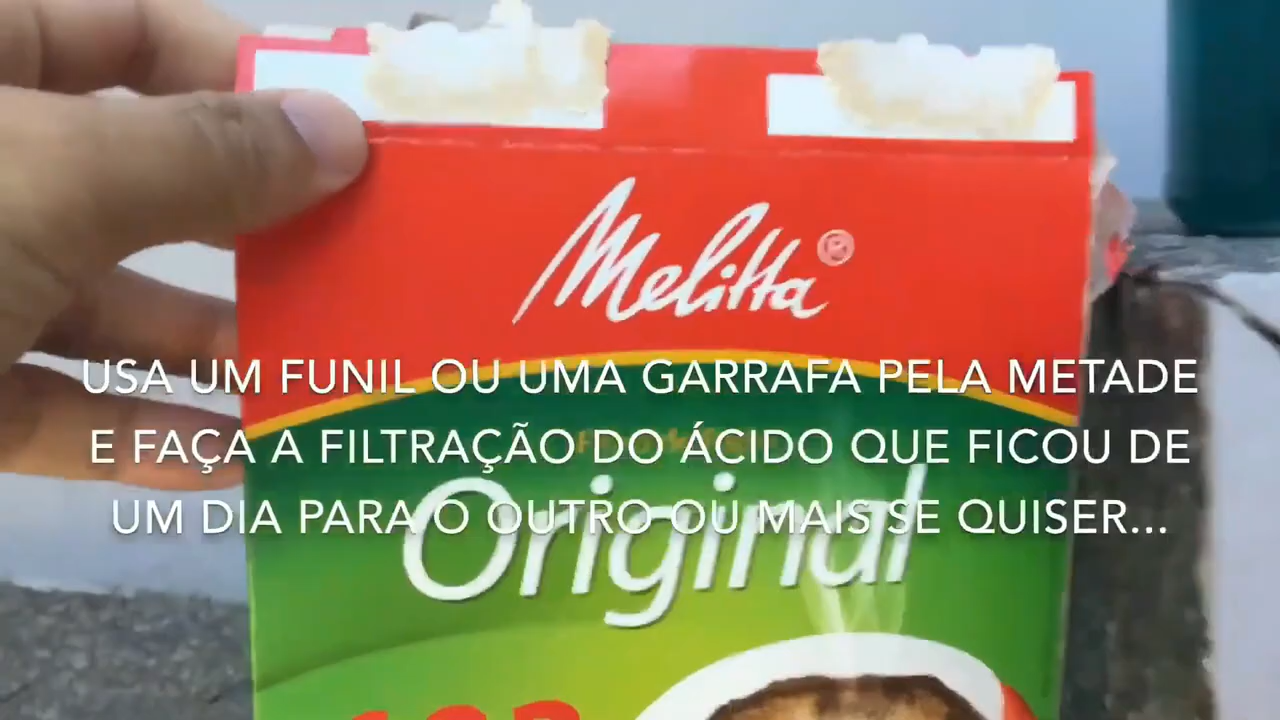 Melitta®
USA UM FUNIL OU UMA GARRAFA PELA METADE
E FAÇA A FILTRAÇÃO DO ÁCIDO QUE FICOU DE
UM DIA PARA O OUTRO OU MAIS SE QUISER...
Original